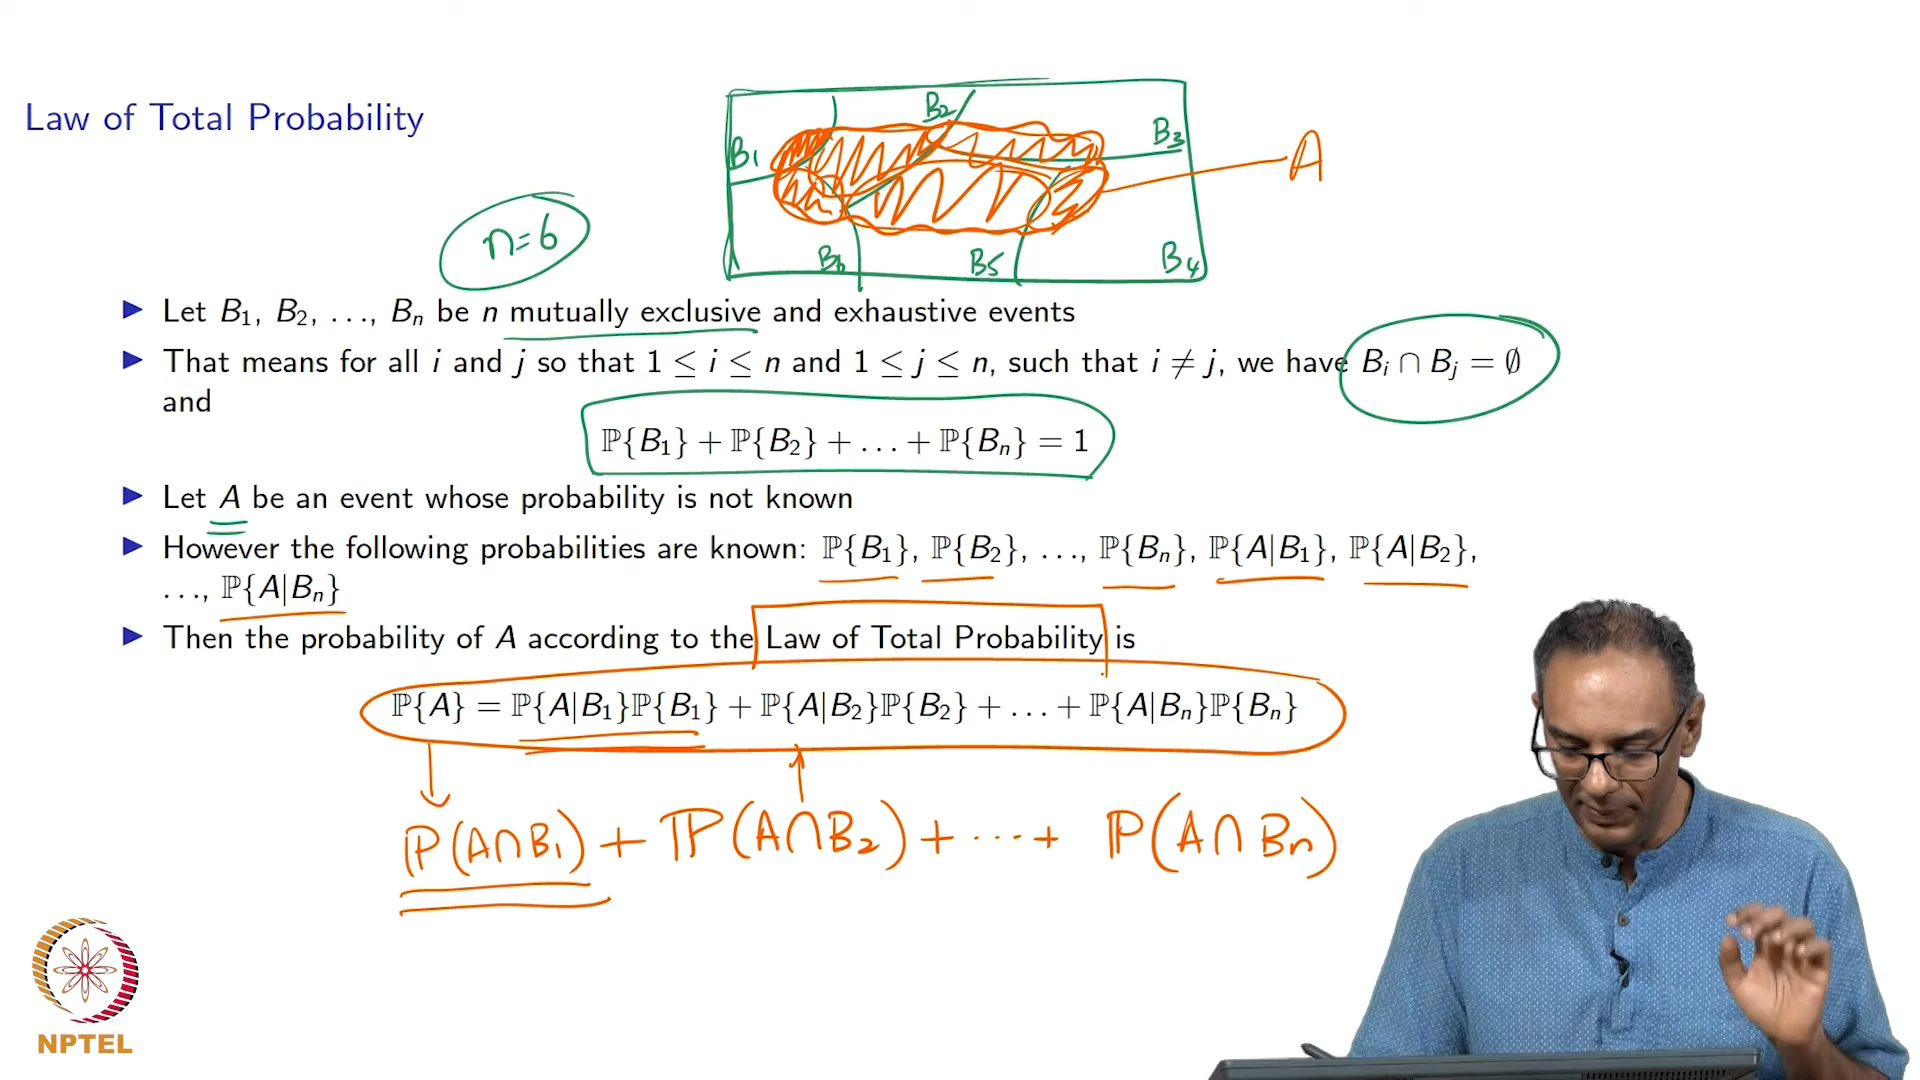 Law of Total Probability
B₁
B₂
B₃
A
n=6
B₆
B₅
B₄
▶ Let B₁, B₂, …, Bₙ be n mutually exclusive and exhaustive events
▶ That means for all i and j so that 1 ≤ i ≤ n and 1 ≤ j ≤ n, such that i ≠ j, we have Bᵢ ∩ Bⱼ = ∅
and
ℙ{B₁} + ℙ{B₂} + … + ℙ{Bₙ} = 1
▶ Let A be an event whose probability is not known
▶ However the following probabilities are known: ℙ{B₁}, ℙ{B₂}, …, ℙ{Bₙ}, ℙ{A|B₁}, ℙ{A|B₂},
…, ℙ{A|Bₙ}
▶ Then the probability of A according to the Law of Total Probability is
ℙ{A} = ℙ{A|B₁}ℙ{B₁} + ℙ{A|B₂}ℙ{B₂} + … + ℙ{A|Bₙ}ℙ{Bₙ}
ℙ(A∩B₁) + ℙ(A∩B₂) + ⋯ + ℙ(A∩Bₙ)
NPTEL